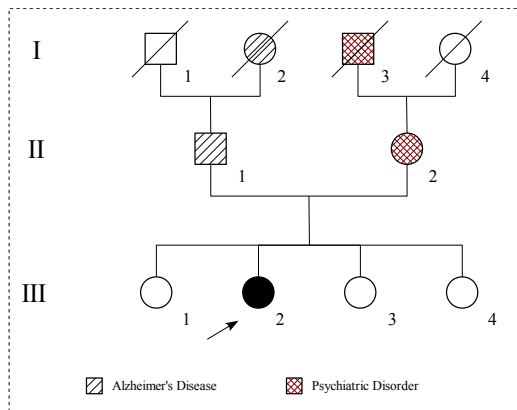 I
1 2 3 4
II
1 2
III
1 2 3 4
Alzheimer's Disease Psychiatric Disorder